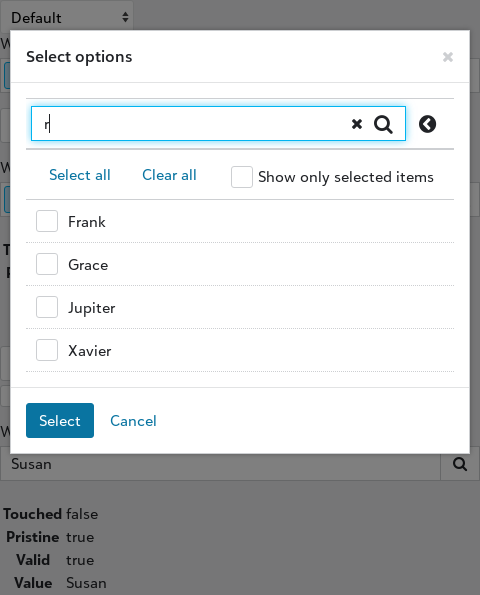 Default
Select options
r
Select all Clear all Show only selected items
Frank
Grace
Jupiter
Xavier
Select Cancel
Susan
Touched false
Pristine true
Valid true
Value Susan